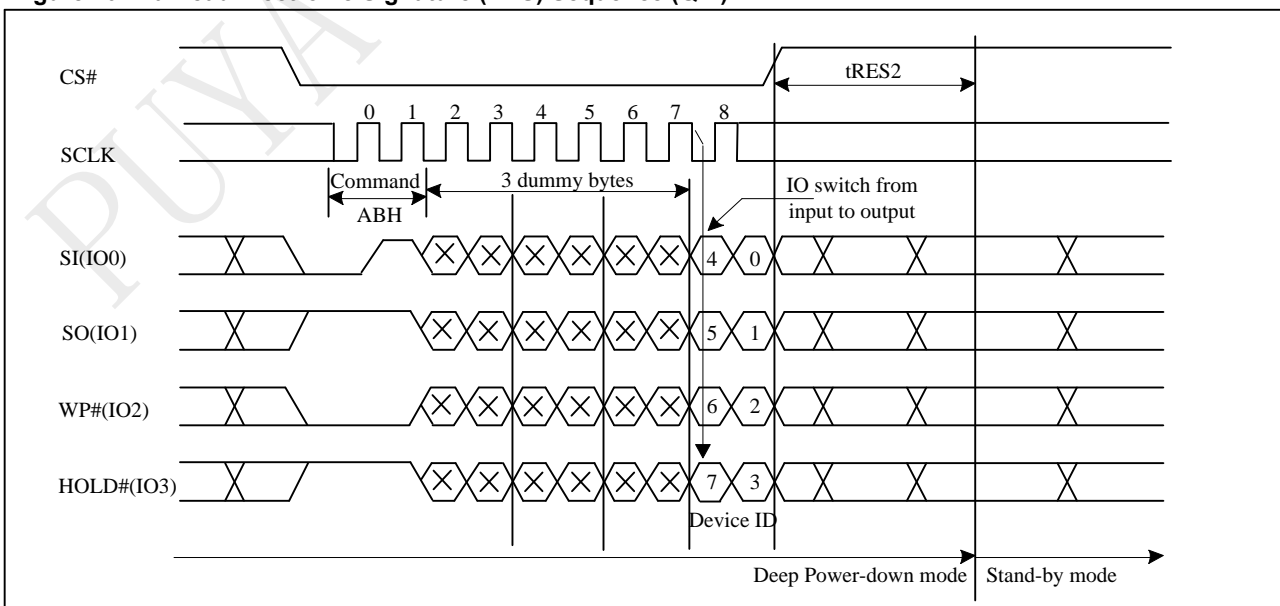 CS#
tRES2
0 1 2 3 4 5 6 7 8
SCLK
Command
3 dummy bytes
IO switch from
input to output
ABH
SI(IO0)
4 0
SO(IO1)
5 1
WP#(IO2)
6 2
HOLD#(IO3)
7 3
Device ID
Deep Power-down mode Stand-by mode
PUYA